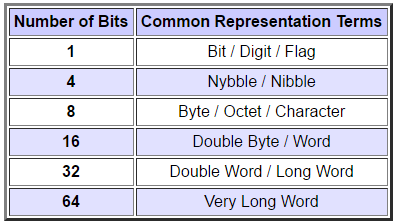 Number of Bits Common Representation Terms
1 Bit / Digit / Flag
4 Nybble / Nibble
8 Byte / Octet / Character
16 Double Byte / Word
32 Double Word / Long Word
64 Very Long Word